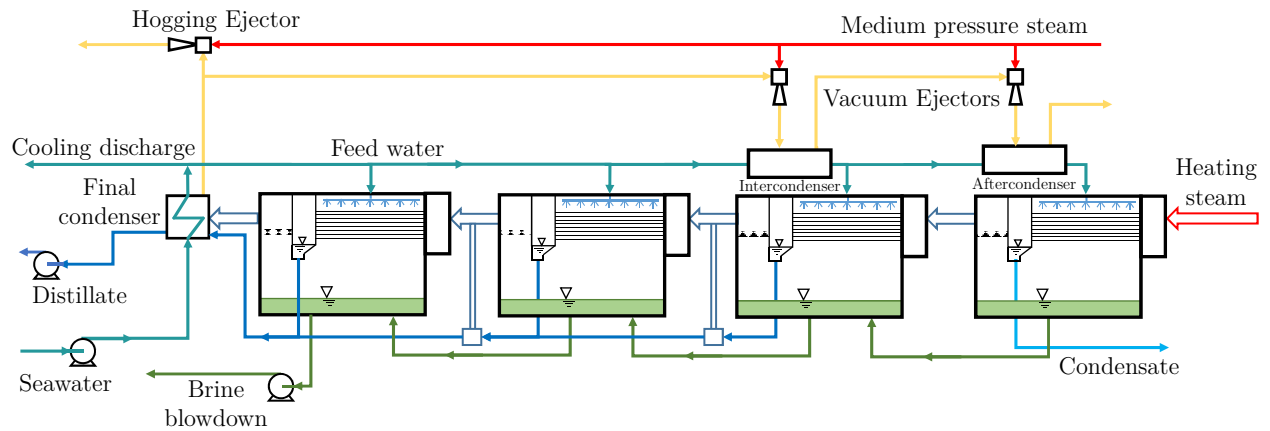 Hogging Ejector
Medium pressure steam
Vacuum Ejectors
Cooling discharge
Feed water
Final
condenser
Intercondenser
Aftercondenser
Heating
steam
Distillate
Seawater
Brine
blowdown
Condensate